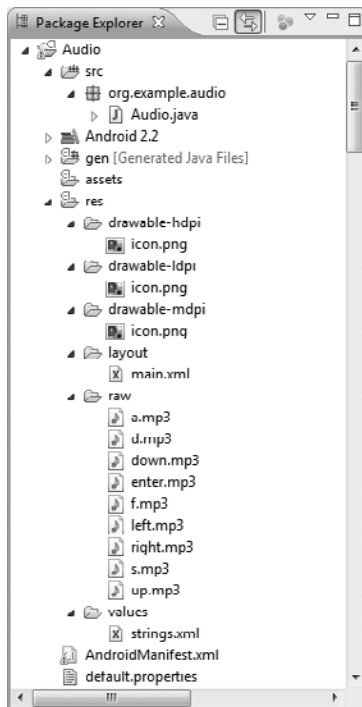 Package Explorer
Audio
src
org.example.audio
Audio.java
Android 2.2
gen [Generated Java Files]
assets
res
drawable-hdpi
icon.png
drawable-ldpi
icon.png
drawable-mdpi
icon.png
layout
main.xml
raw
a.mp3
d.mp3
down.mp3
enter.mp3
f.mp3
left.mp3
right.mp3
s.mp3
up.mp3
values
strings.xml
AndroidManifest.xml
default.properties